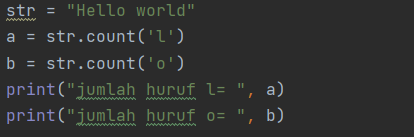 str = "Hello world"
a = str.count('l')
b = str.count('o')
print("jumlah huruf l= ", a)
print("jumlah huruf o= ", b)